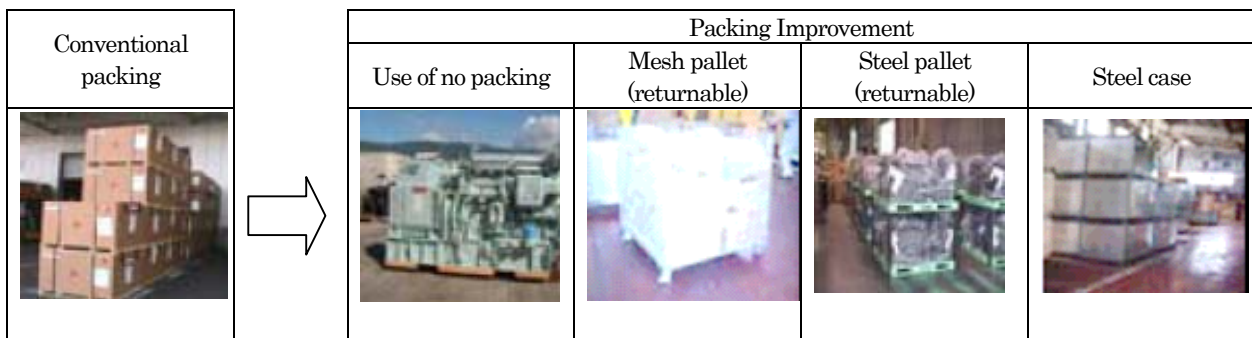 Conventional
packing
Packing Improvement
Use of no packing
Mesh pallet
(returnable)
Steel pallet
(returnable)
Steel case